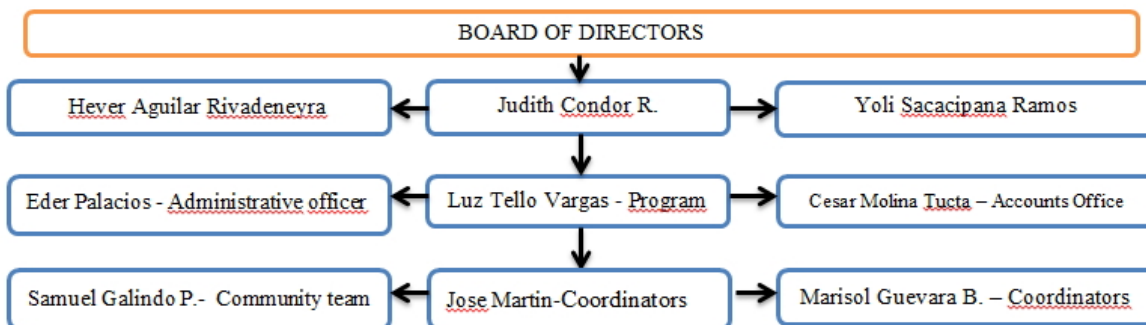 BOARD OF DIRECTORS
Hever Aguilar Rivadeneyra
Judith Condor R.
Yoli Sacacipana Ramos
Eder Palacios - Administrative officer
Luz Tello Vargas - Program
Cesar Molina Tucta – Accounts Office
Samuel Galindo P.- Community team
Jose Martin-Coordinators
Marisol Guevara B. – Coordinators